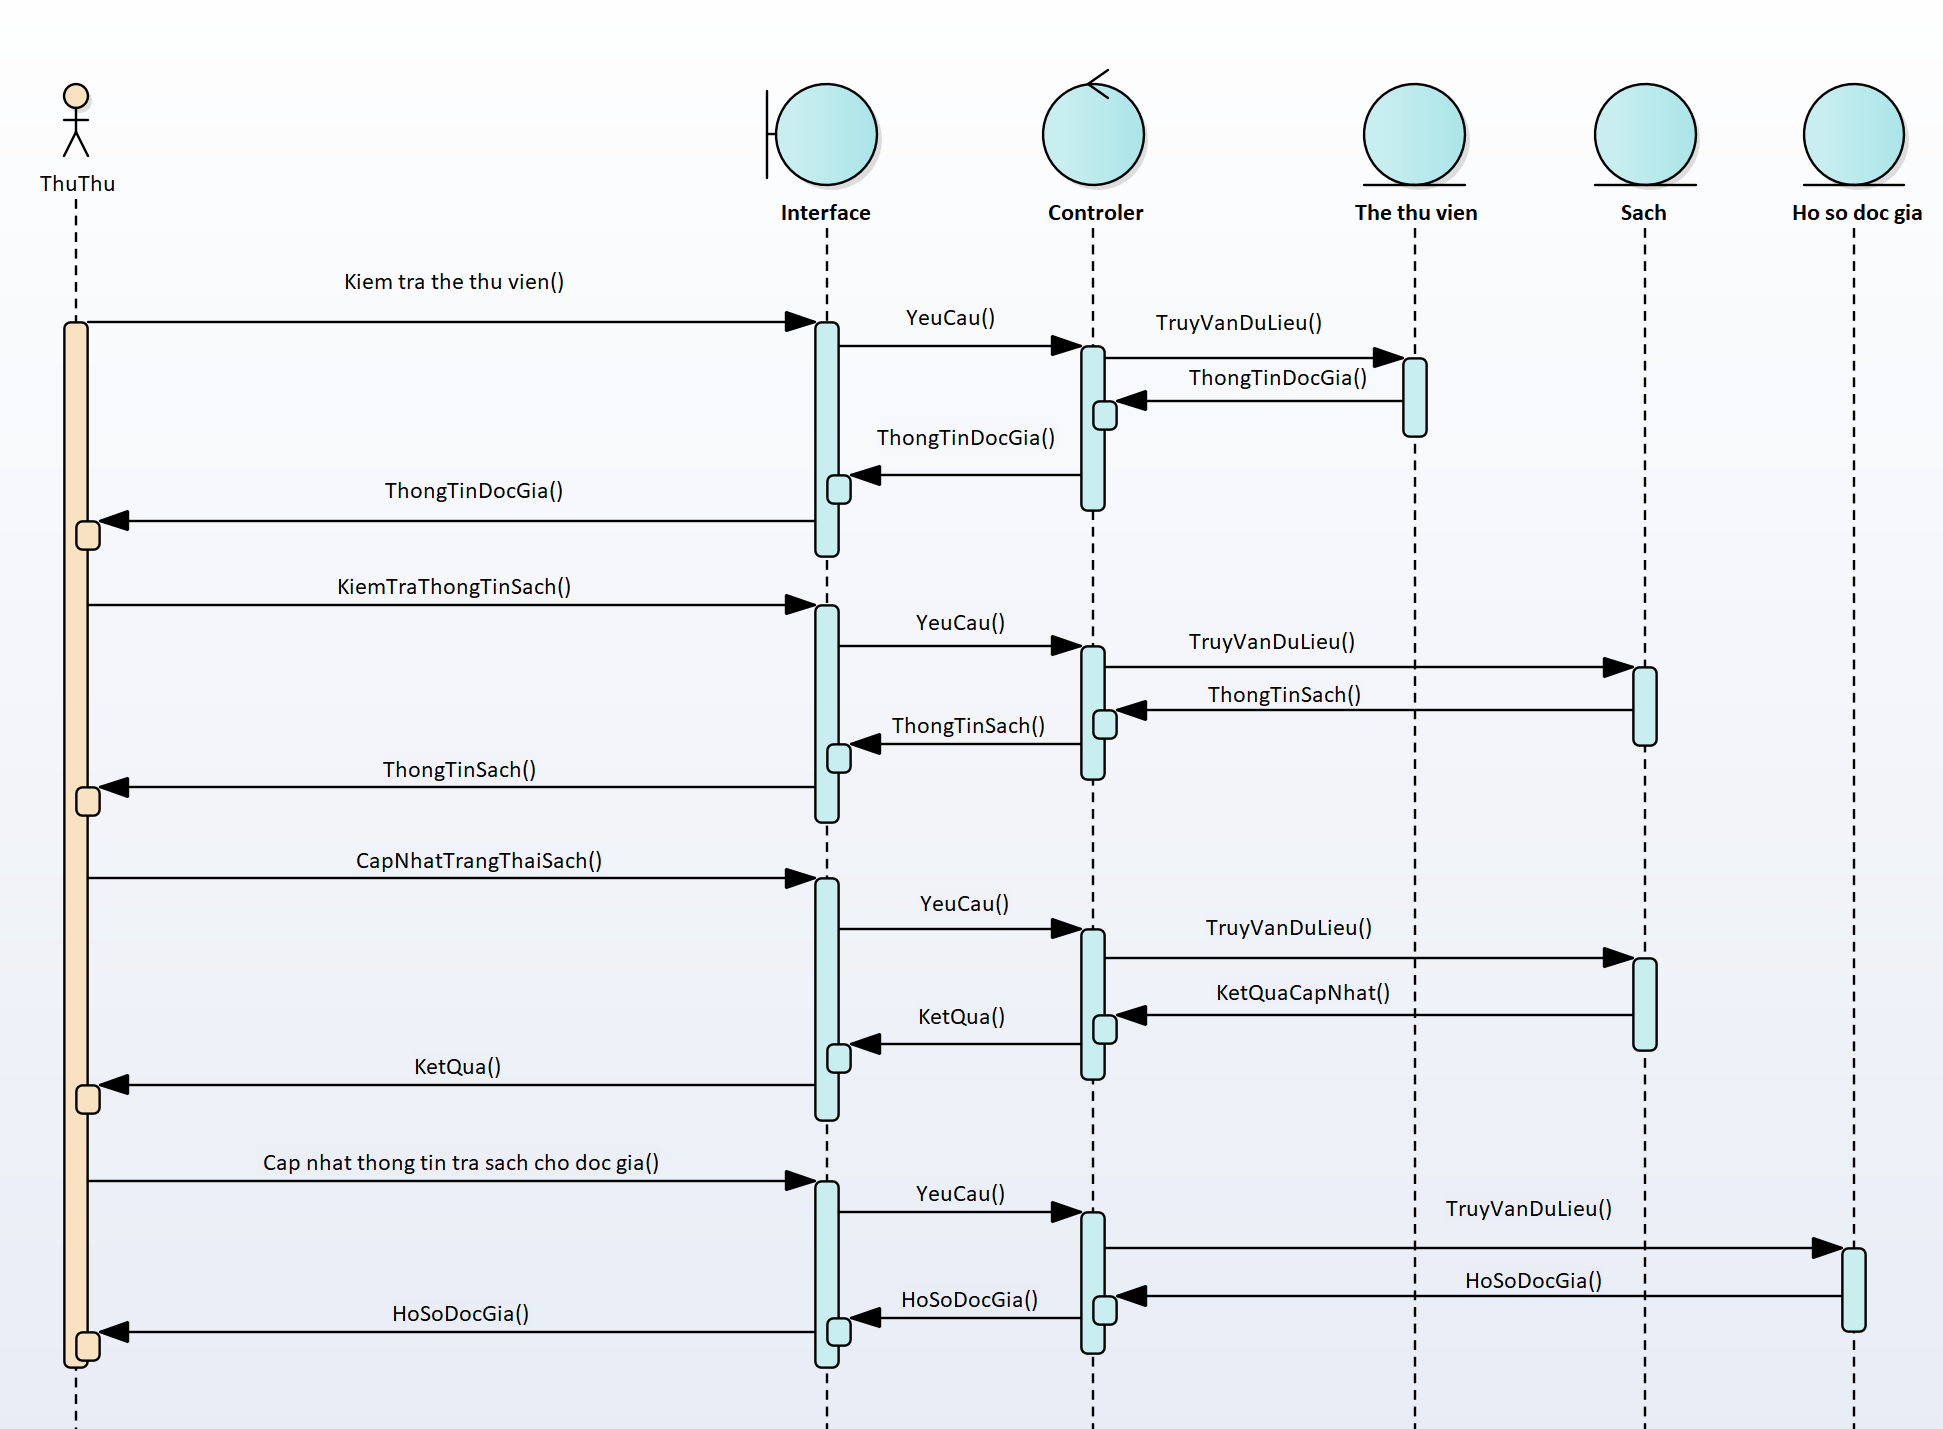 ThuThu
Interface
Controler
The thu vien
Sach
Ho so doc gia
Kiem tra the thu vien()
YeuCau()
TruyVanDuLieu()
ThongTinDocGia()
ThongTinDocGia()
ThongTinDocGia()
KiemTraThongTinSach()
YeuCau()
TruyVanDuLieu()
ThongTinSach()
ThongTinSach()
ThongTinSach()
CapNhatTrangThaiSach()
YeuCau()
TruyVanDuLieu()
KetQuaCapNhat()
KetQua()
KetQua()
Cap nhat thong tin tra sach cho doc gia()
YeuCau()
TruyVanDuLieu()
HoSoDocGia()
HoSoDocGia()
HoSoDocGia()